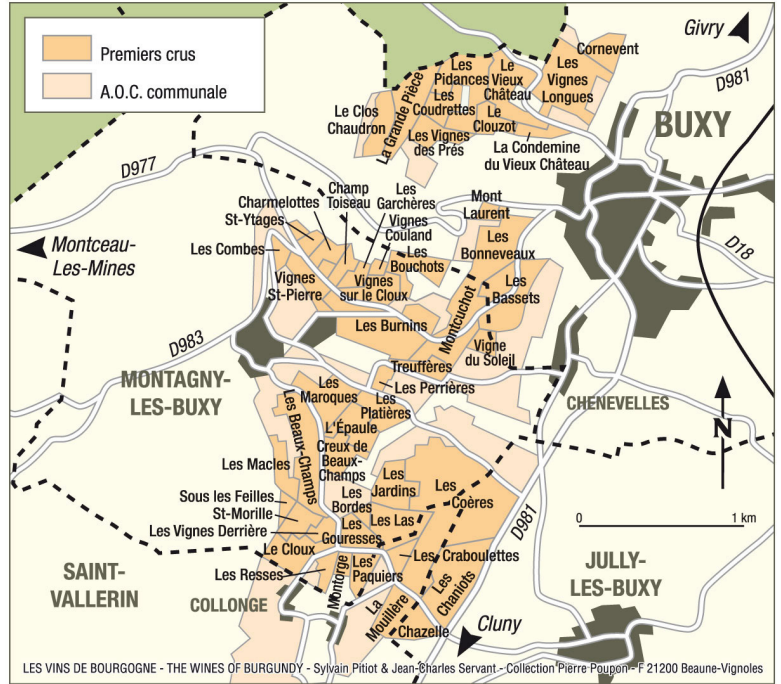 Premiers crus
A.O.C. communale
Givry
D981
BUXY
Cornevent
Les
Vignes
Longues
Le
Vieux
Château
Les
Pidances
Les
Coudrettes
La Grande Pièce
Le Clos
Chaudron
Le
Clouzot
Les Vignes
des Prés
La Condemine
du Vieux Château
D977
Montceau-
Les-Mines
Charmelottes
St-Ytages
Champ
Toiseau
Les
Garchères
Vignes
Couland
Mont
Laurent
Les
Bonneveaux
Les
Bouchots
Les Combes
Vignes
St-Pierre
Vignes
sur le Cloux
Les
Bassets
D18
Montcuchot
Les Burnins
Vigne
du Soleil
D983
Treuffères
Les Perrières
MONTAGNY-
LES-BUXY
Les
Maroques
Les
Platières
CHENEVELLES
N
Les Beaux-Champs
L'Épaule
Creux de
Beaux-
Champs
Les Macles
Les
Jardins
Les
Coères
Sous les Feilles
St-Morille
Les Vignes Derrière
Les
Bordes
Les
Gouresses
Les Las
D981
0
1 km
Le Cloux
Les Resses
Montorge
Les
Paquiers
Les Craboulettes
Les
Chaniots
JULLY-
LES-BUXY
SAINT-
VALLERIN
COLLONGE
La
Mouillère
Chazelle
Cluny
LES VINS DE BOURGOGNE - THE WINES OF BURGUNDY - Sylvain Pitiot & Jean-Charles Servant - Collection Pierre Poupon - F 21200 Beaune-Vignoles